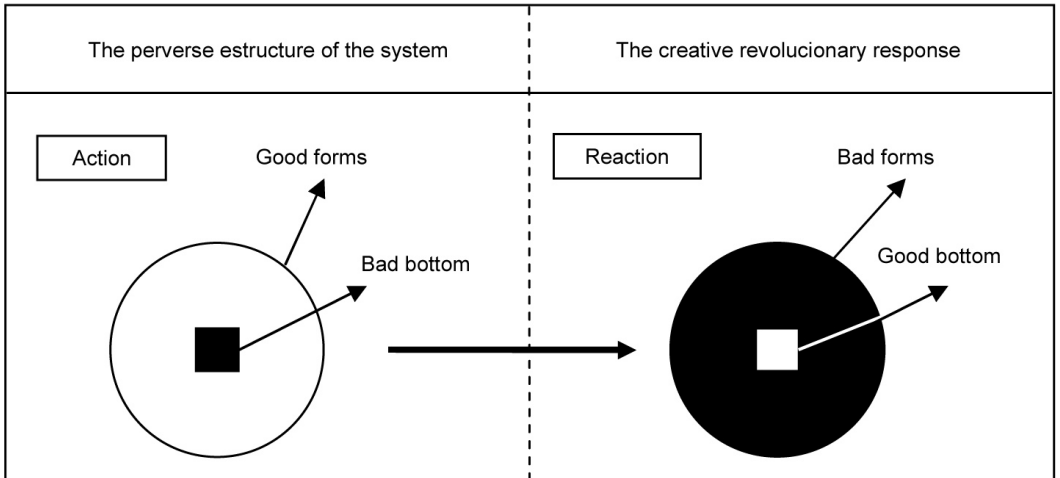 The perverse estructure of the system
The creative revolucionary response
Action
Good forms
Bad bottom
Reaction
Bad forms
Good bottom